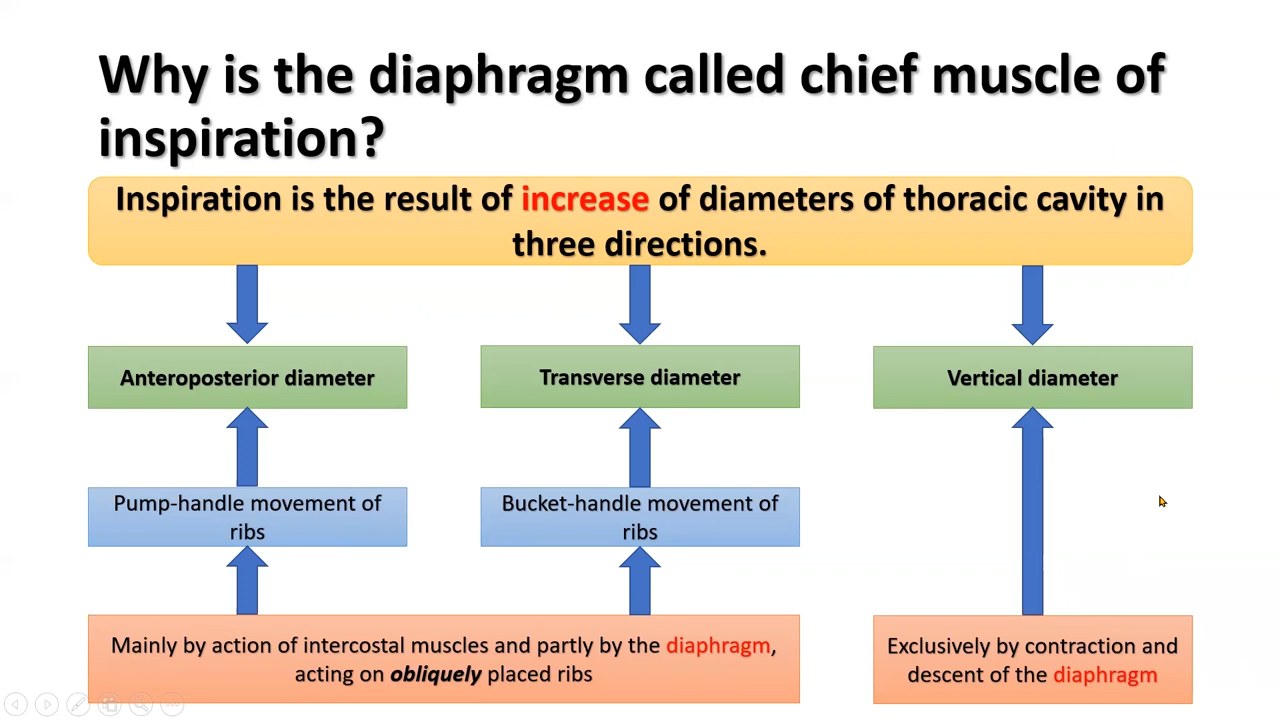 Why is the diaphragm called chief muscle of
inspiration?
Inspiration is the result of increase of diameters of thoracic cavity in
three directions.
Anteroposterior diameter
Transverse diameter
Vertical diameter
Pump-handle movement of
ribs
Bucket-handle movement of
ribs
Mainly by action of intercostal muscles and partly by the diaphragm,
acting on obliquely placed ribs
Exclusively by contraction and
descent of the diaphragm